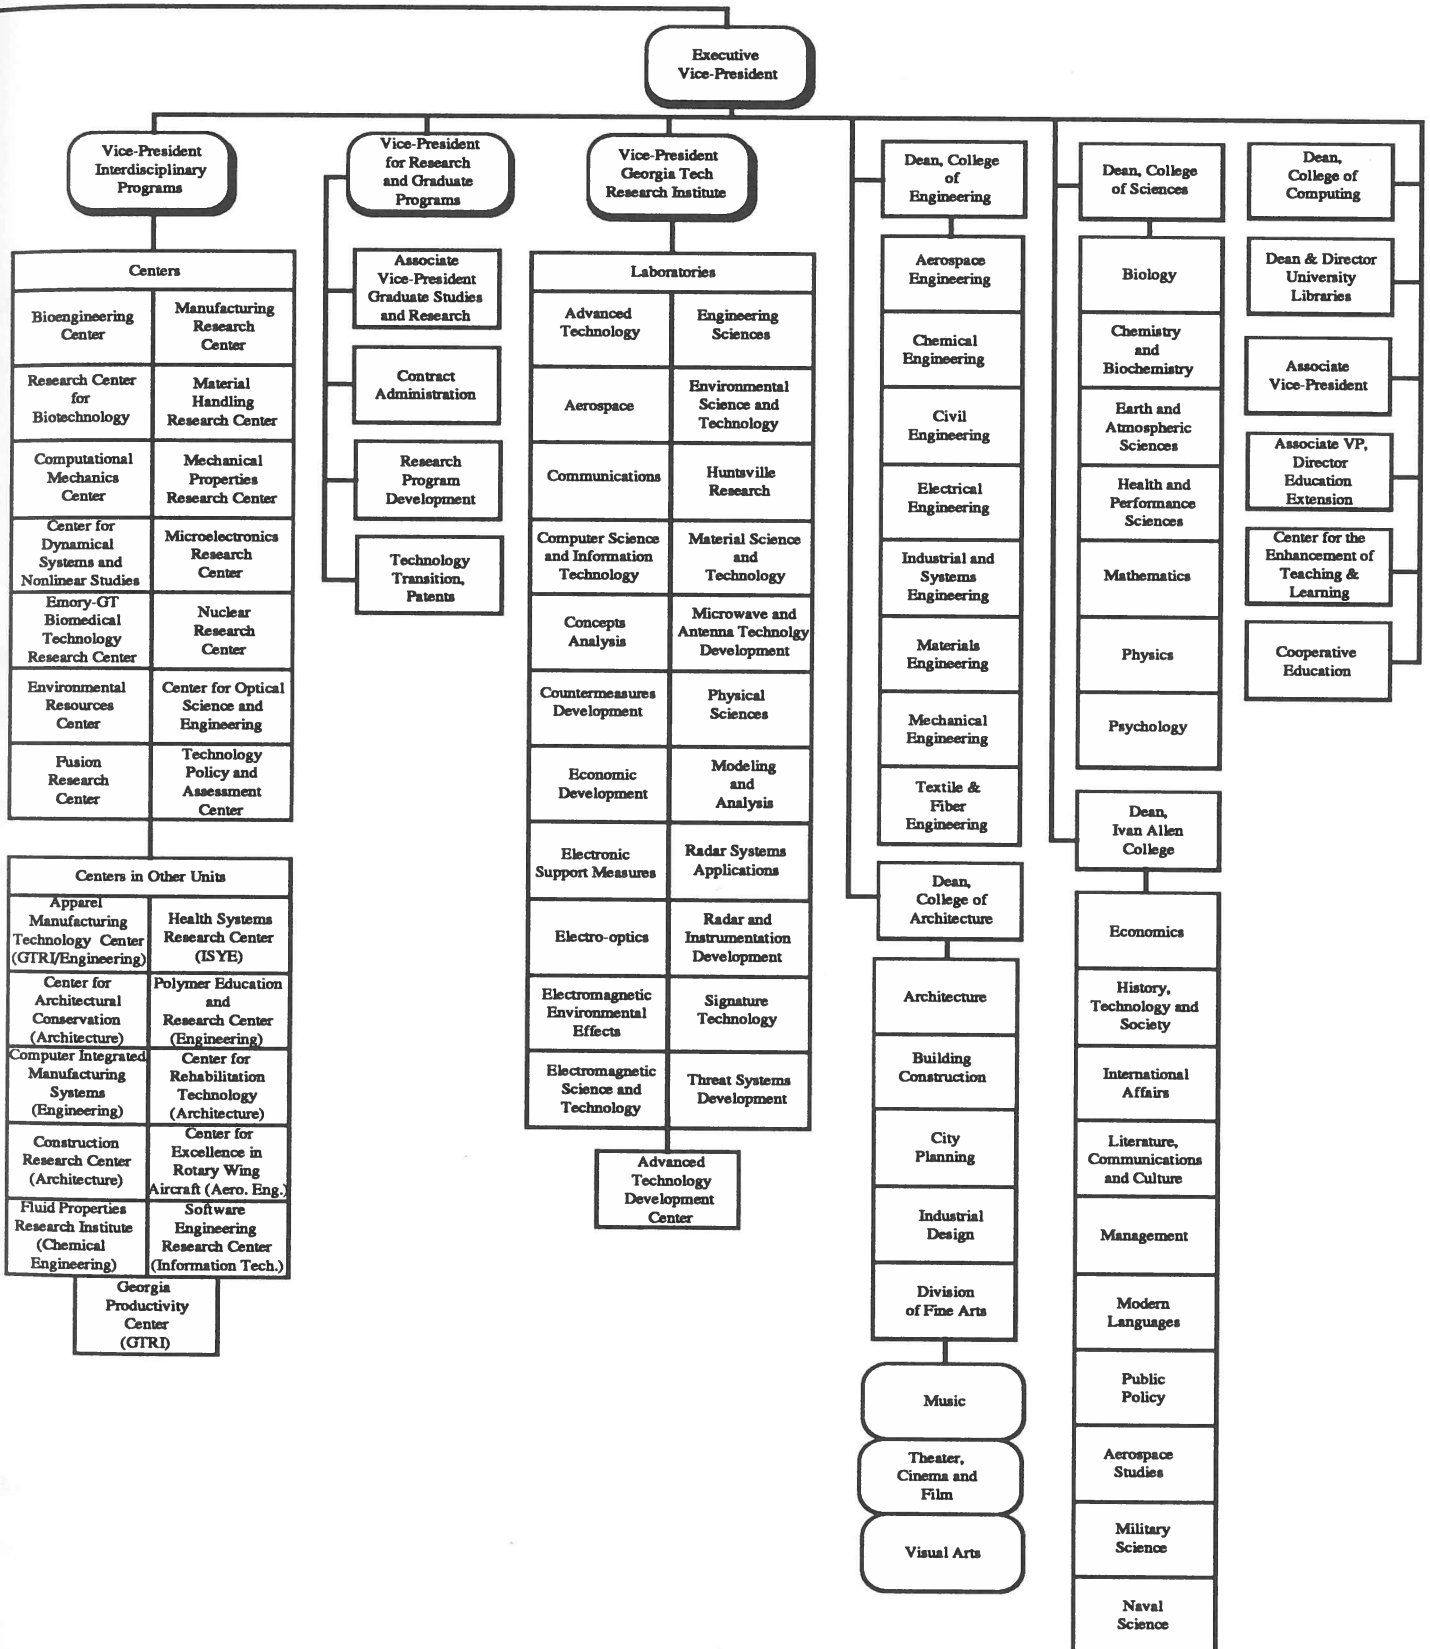 Executive
Vice-President
Vice-President
Interdisciplinary
Programs
Centers
Bioengineering
Center
Manufacturing
Research
Center
Research Center
for
Biotechnology
Material
Handling
Research Center
Computational
Mechanics
Center
Mechanical
Properties
Research Center
Center for
Dynamical
Systems and
Nonlinear Studies
Microelectronics
Research
Center
Emory-GT
Biomedical
Technology
Research Center
Nuclear
Research
Center
Environmental
Resources
Center
Center for Optical
Science and
Engineering
Fusion
Research
Center
Technology
Policy and
Assessment
Center
Centers in Other Units
Apparel
Manufacturing
Technology Center
(GTRI/Engineering)
Health Systems
Research Center
(ISYE)
Center for
Architectural
Conservation
(Architecture)
Polymer Education
and
Research Center
(Engineering)
Computer Integrated
Manufacturing
Systems
(Engineering)
Center for
Rehabilitation
Technology
(Architecture)
Construction
Research Center
(Architecture)
Center for
Excellence in
Rotary Wing
Aircraft (Aero. Eng.)
Fluid Properties
Research Institute
(Chemical
Engineering)
Software
Engineering
Research Center
(Information Tech.)
Georgia
Productivity
Center
(GTRI)
Vice-President
for Research
and Graduate
Programs
Associate
Vice-President
Graduate Studies
and Research
Contract
Administration
Research
Program
Development
Technology
Transition,
Patents
Vice-President
Georgia Tech
Research Institute
Laboratories
Advanced
Technology
Engineering
Sciences
Aerospace
Environmental
Science and
Technology
Communications
Huntsville
Research
Computer Science
and Information
Technology
Material Science
and
Technology
Concepts
Analysis
Microwave and
Antenna Technolgy
Development
Countermeasures
Development
Physical
Sciences
Economic
Development
Modeling
and
Analysis
Electronic
Support Measures
Radar Systems
Applications
Electro-optics
Radar and
Instrumentation
Development
Electromagnetic
Environmental
Effects
Signature
Technology
Electromagnetic
Science and
Technology
Threat Systems
Development
Advanced
Technology
Development
Center
Dean, College
of
Engineering
Aerospace
Engineering
Chemical
Engineering
Civil
Engineering
Electrical
Engineering
Industrial and
Systems
Engineering
Materials
Engineering
Mechanical
Engineering
Textile &
Fiber
Engineering
Dean,
College of
Architecture
Architecture
Building
Construction
City
Planning
Industrial
Design
Division
of Fine Arts
Music
Theater,
Cinema and
Film
Visual Arts
Dean, College
of Sciences
Biology
Chemistry
and
Biochemistry
Earth and
Atmospheric
Sciences
Health and
Performance
Sciences
Mathematics
Physics
Psychology
Dean,
Ivan Allen
College
Economics
History,
Technology and
Society
International
Affairs
Literature,
Communications
and Culture
Management
Modern
Languages
Public
Policy
Aerospace
Studies
Military
Science
Naval
Science
Dean,
College of
Computing
Dean & Director
University
Libraries
Associate
Vice-President
Associate VP,
Director
Education
Extension
Center for the
Enhancement of
Teaching &
Learning
Cooperative
Education